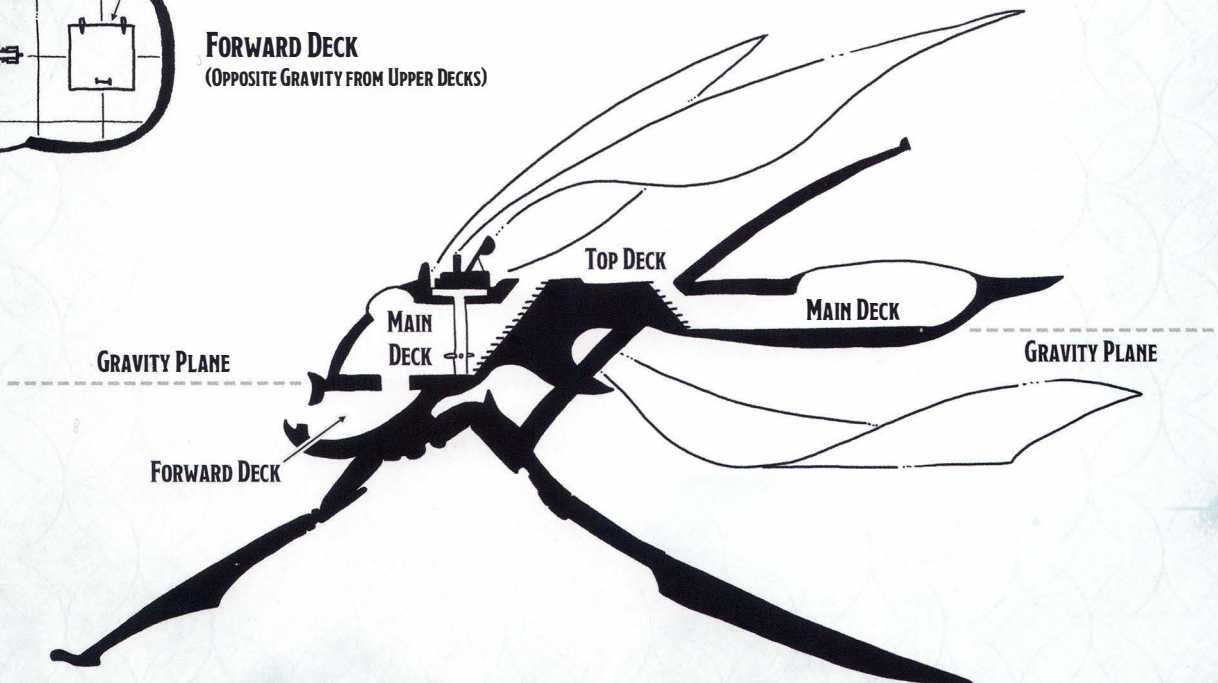 Forward Deck
(Opposite Gravity from Upper Decks)
Top Deck
Main
Deck
Main Deck
Gravity Plane
Gravity Plane
Forward Deck